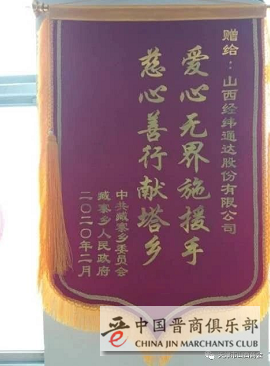 赠给：山西经纬通达股份有限公司
爱心无界施援手
慈心善行献塔乡
中共臧寨乡委员会
臧寨乡人民政府
二〇二〇年二月
中国晋商俱乐部
CHINA JIN MARCHANTS CLUB